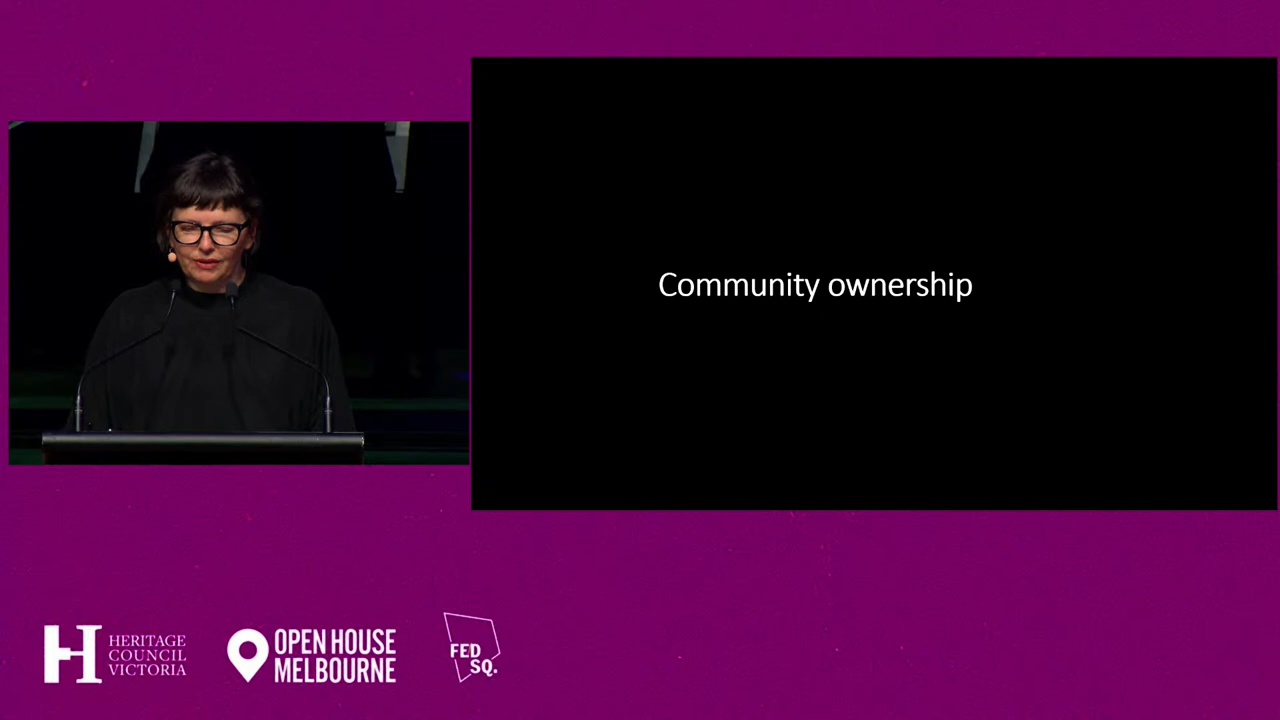 Community ownership
HERITAGE
COUNCIL
VICTORIA
OPEN HOUSE
MELBOURNE
FED
SQ.